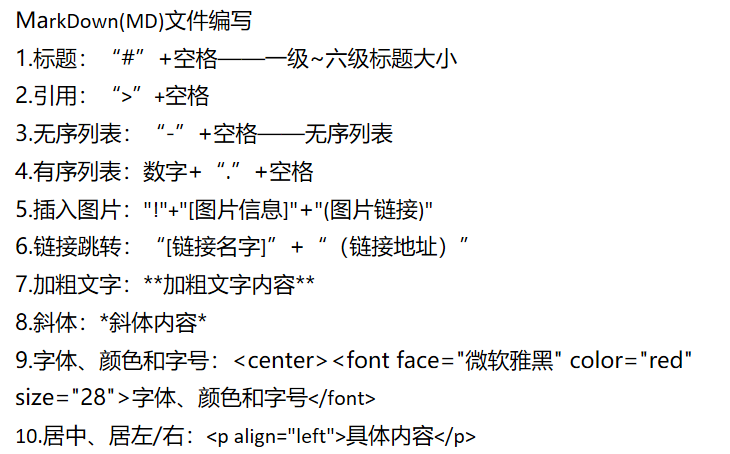 MarkDown(MD)文件编写
1.标题：“#”+空格——一级~六级标题大小
2.引用：“>”+空格
3.无序列表：“-”+空格——无序列表
4.有序列表：数字+“.”+空格
5.插入图片："!"+"[图片信息]"+"(图片链接)"
6.链接跳转：“[链接名字]”+“（链接地址）”
7.加粗文字：**加粗文字内容**
8.斜体：*斜体内容*
9.字体、颜色和字号：<center><font face="微软雅黑" color="red"
size="28">字体、颜色和字号</font>
10.居中、居左/右：<p align="left">具体内容</p>